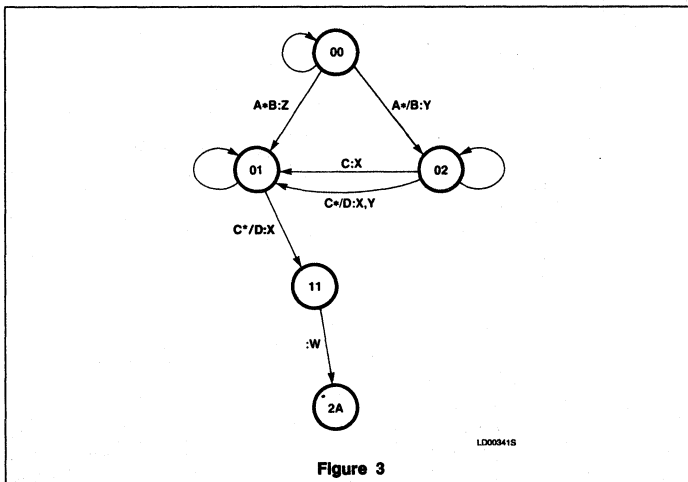 00
A*B:Z
A*/B:Y
01
C:X
02
C*/D:X,Y
C*/D:X
11
:W
2A
LD00341S
Figure 3